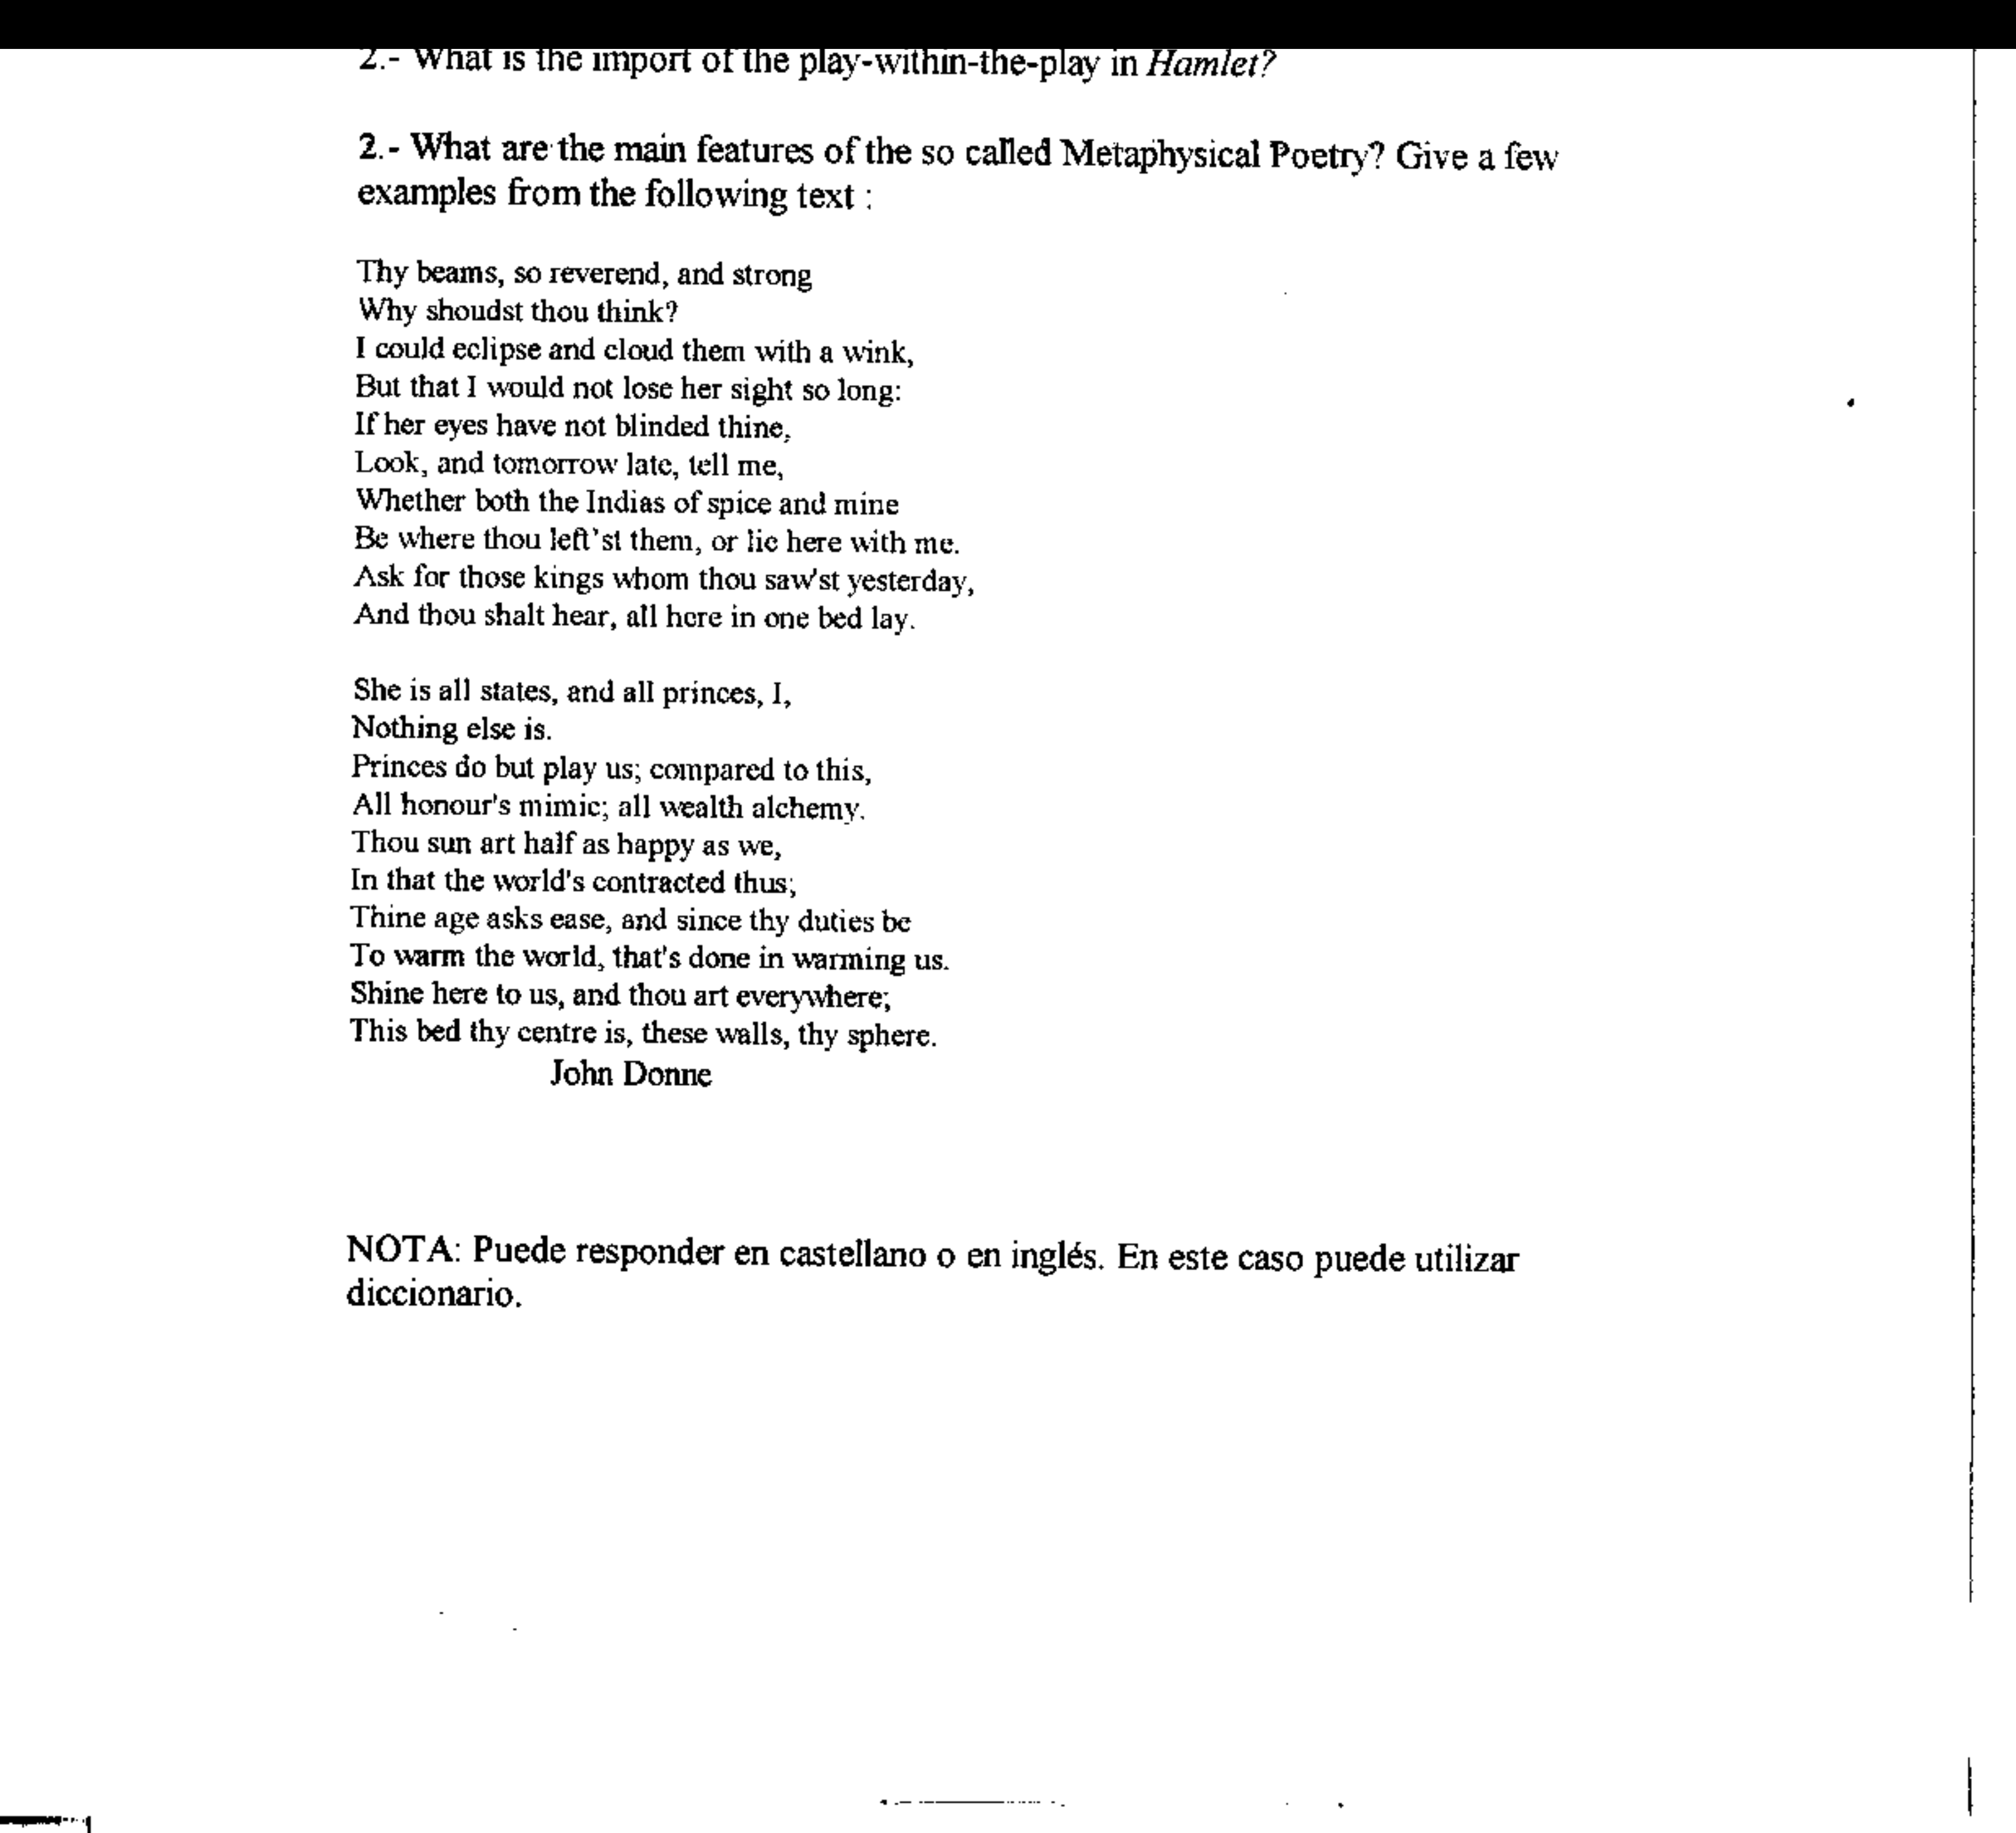 2.- What is the import of the play-within-the-play in Hamlet?
2.- What are the main features of the so called Metaphysical Poetry? Give a few
examples from the following text :
Thy beams, so reverend, and strong
Why shoudst thou think?
I could eclipse and cloud them with a wink,
But that I would not lose her sight so long:
If her eyes have not blinded thine,
Look, and tomorrow late, tell me,
Whether both the Indias of spice and mine
Be where thou left'st them, or lie here with me.
Ask for those kings whom thou saw'st yesterday,
And thou shalt hear, all here in one bed lay.
She is all states, and all princes, I,
Nothing else is.
Princes do but play us; compared to this,
All honour's mimic; all wealth alchemy.
Thou sun art half as happy as we,
In that the world's contracted thus;
Thine age asks ease, and since thy duties be
To warm the world, that's done in warming us.
Shine here to us, and thou art everywhere;
This bed thy centre is, these walls, thy sphere.
John Donne
NOTA: Puede responder en castellano o en inglés. En este caso puede utilizar
diccionario.